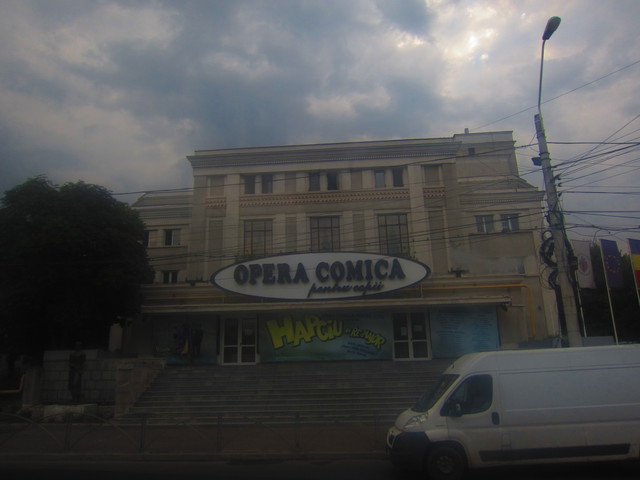 OPERA COMICA
pentru copii
HAPCIU